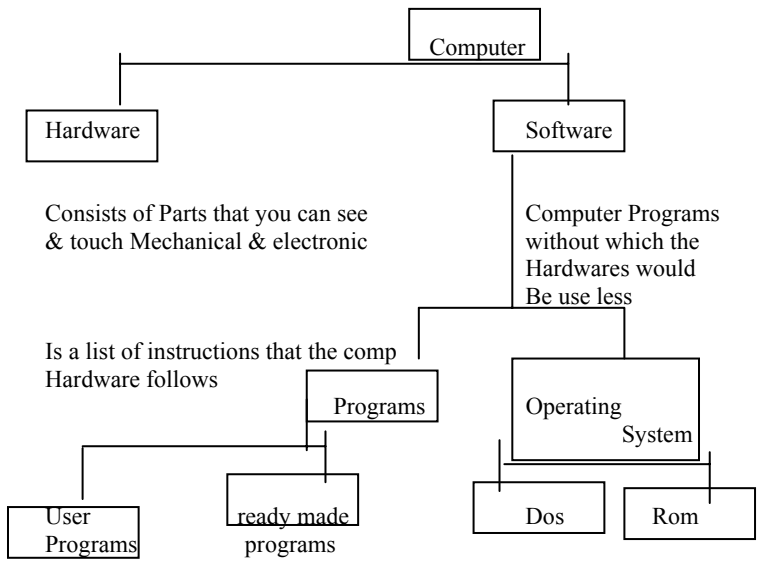 Computer
Hardware
Software
Consists of Parts that you can see
& touch Mechanical & electronic
Computer Programs
without which the
Hardwares would
Be use less
Is a list of instructions that the comp
Hardware follows
Programs
Operating
System
User
Programs
ready made
programs
Dos
Rom